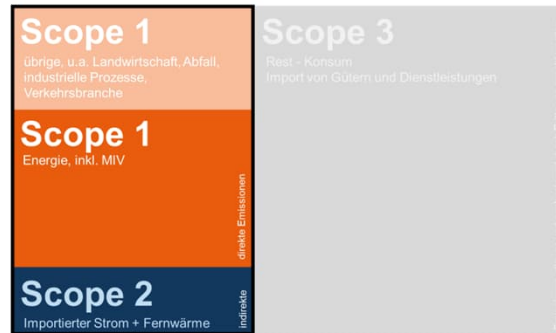 Scope 1
übrige, u.a. Landwirtschaft, Abfall,
industrielle Prozesse,
Verkehrsbranche
Scope 1
Energie, inkl. MIV
direkte Emissionen
Scope 2
Importierter Strom + Fernwärme
indirekte
Scope 3
Rest - Konsum
Import von Gütern und Dienstleistungen